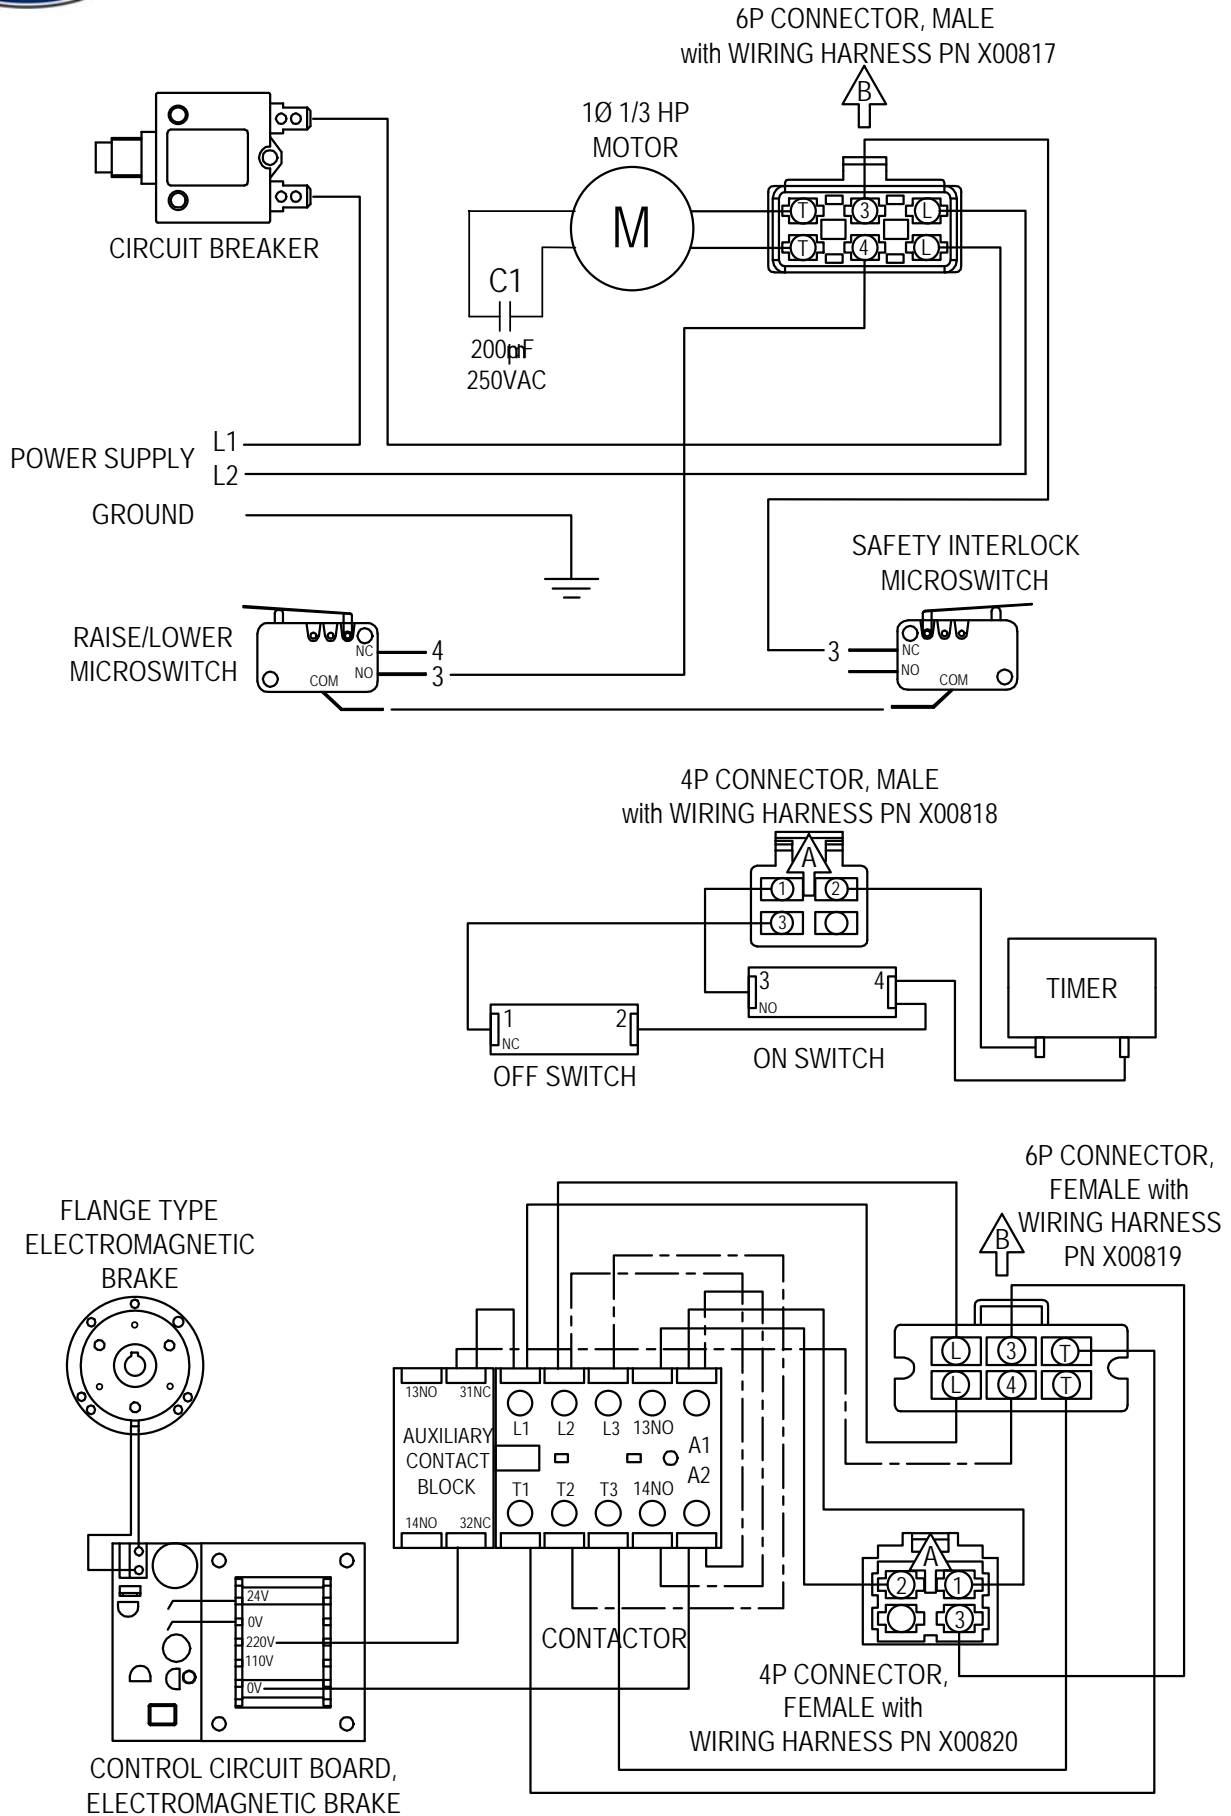 6P CONNECTOR, MALE
with WIRING HARNESS PN X00817
B
1Ø 1/3 HP
MOTOR
M
T 3 L
T 4 L
CIRCUIT BREAKER
C1
250VAC
POWER SUPPLY
L1
L2
GROUND
SAFETY INTERLOCK
MICROSWITCH
RAISE/LOWER
MICROSWITCH
NC
NO
COM
4
3
3
NC
NO
COM
4P CONNECTOR, MALE
with WIRING HARNESS PN X00818
A
1 2
3
TIMER
3 4
NO
ON SWITCH
1 2
NC
OFF SWITCH
6P CONNECTOR,
FEMALE with
WIRING HARNESS
PN X00819
B
FLANGE TYPE
ELECTROMAGNETIC
BRAKE
L 3 T
L 4 T
13NO 31NC
AUXILIARY
CONTACT
BLOCK
14NO 32NC
L1 L2 L3 13NO
A1
A2
T1 T2 T3 14NO
CONTACTOR
A
2 1
3
4P CONNECTOR,
FEMALE with
WIRING HARNESS PN X00820
24V
0V
220V
110V
0V
CONTROL CIRCUIT BOARD,
ELECTROMAGNETIC BRAKE